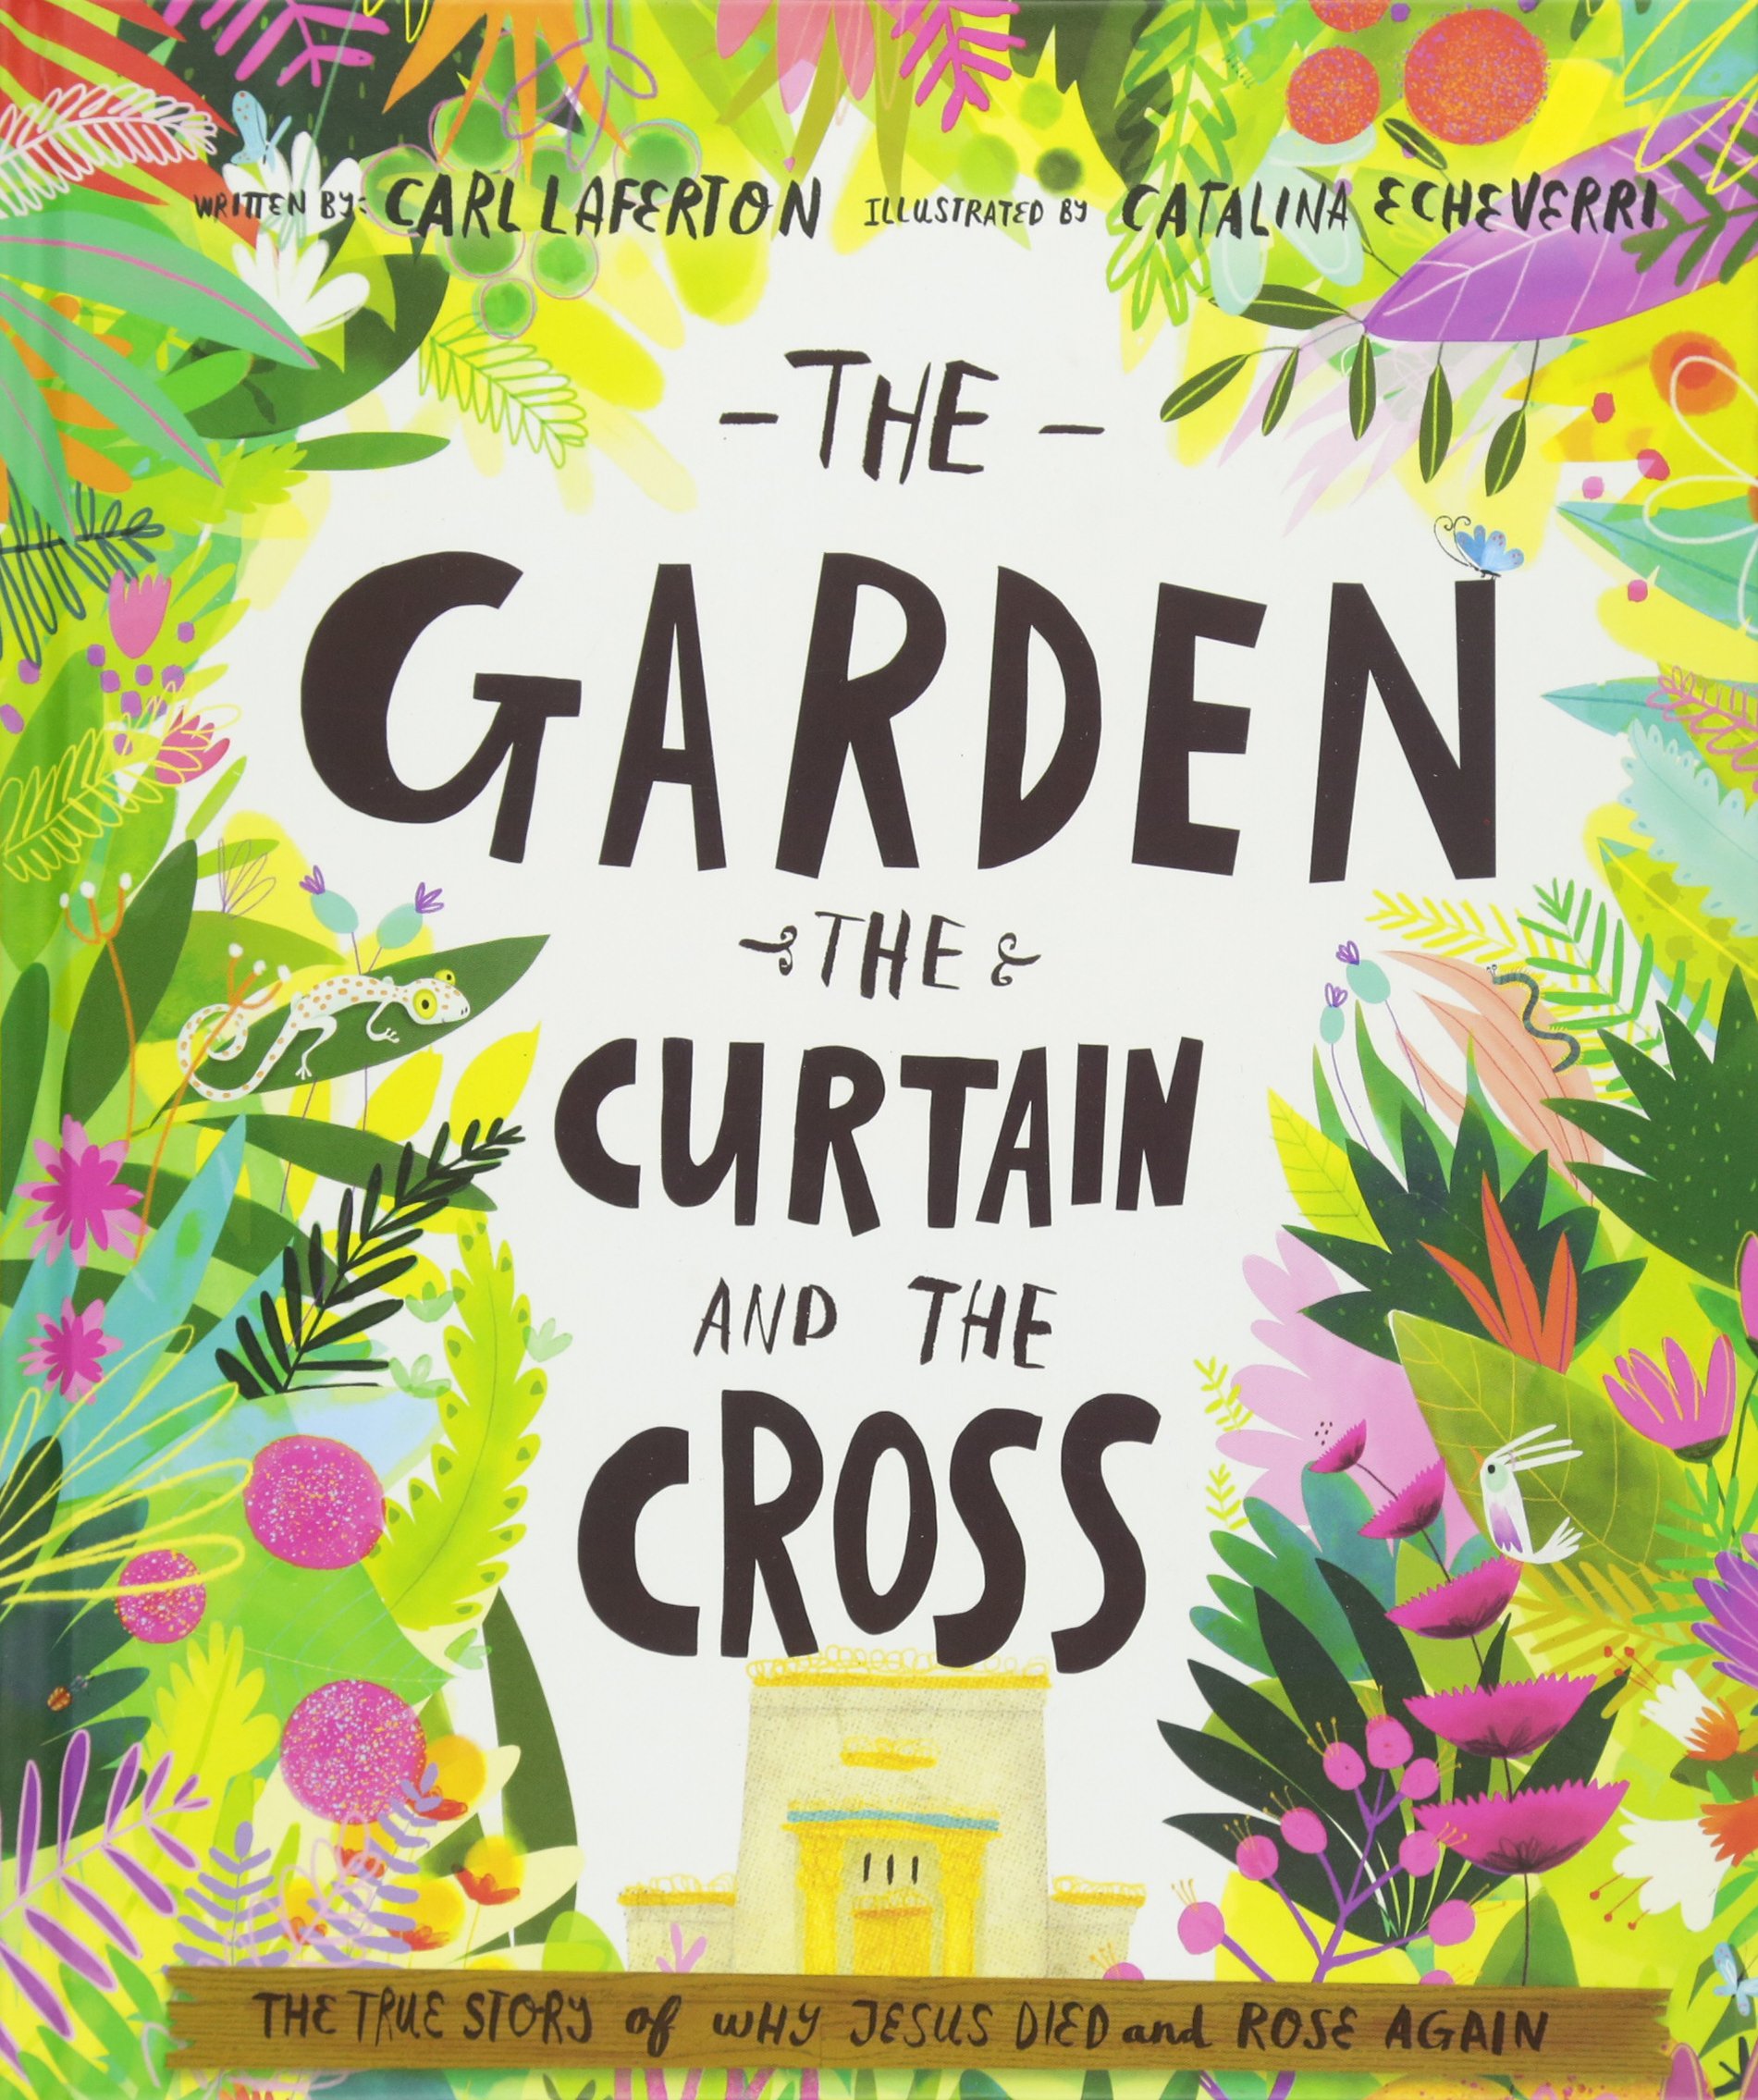 WRITTEN BY: CARL LAFERTON ILLUSTRATED BY CATALINA ECHEVERRI
- THE -
GARDEN
THE
CURTAIN
AND THE
CROSS
THE TRUE STORY of WHY JESUS DIED and ROSE AGAIN